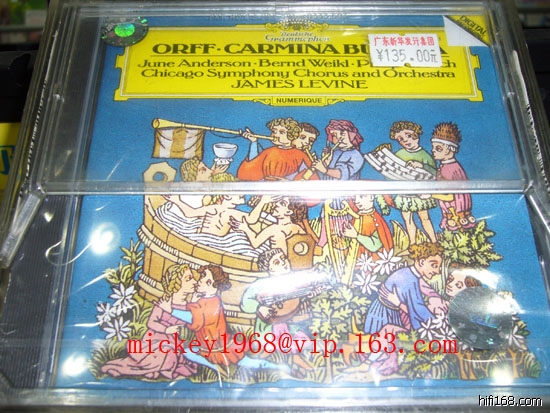 Deutsche
Grammophon
DIGITAL
ORFF · CARMINA
广东新华发行集团
¥135.00元
June Anderson · Bernd Weikl ·
Chicago Symphony Chorus and Orchestra
JAMES LEVINE
NUMERIQUE
mickey1968@vip.163.com
hifi168.com